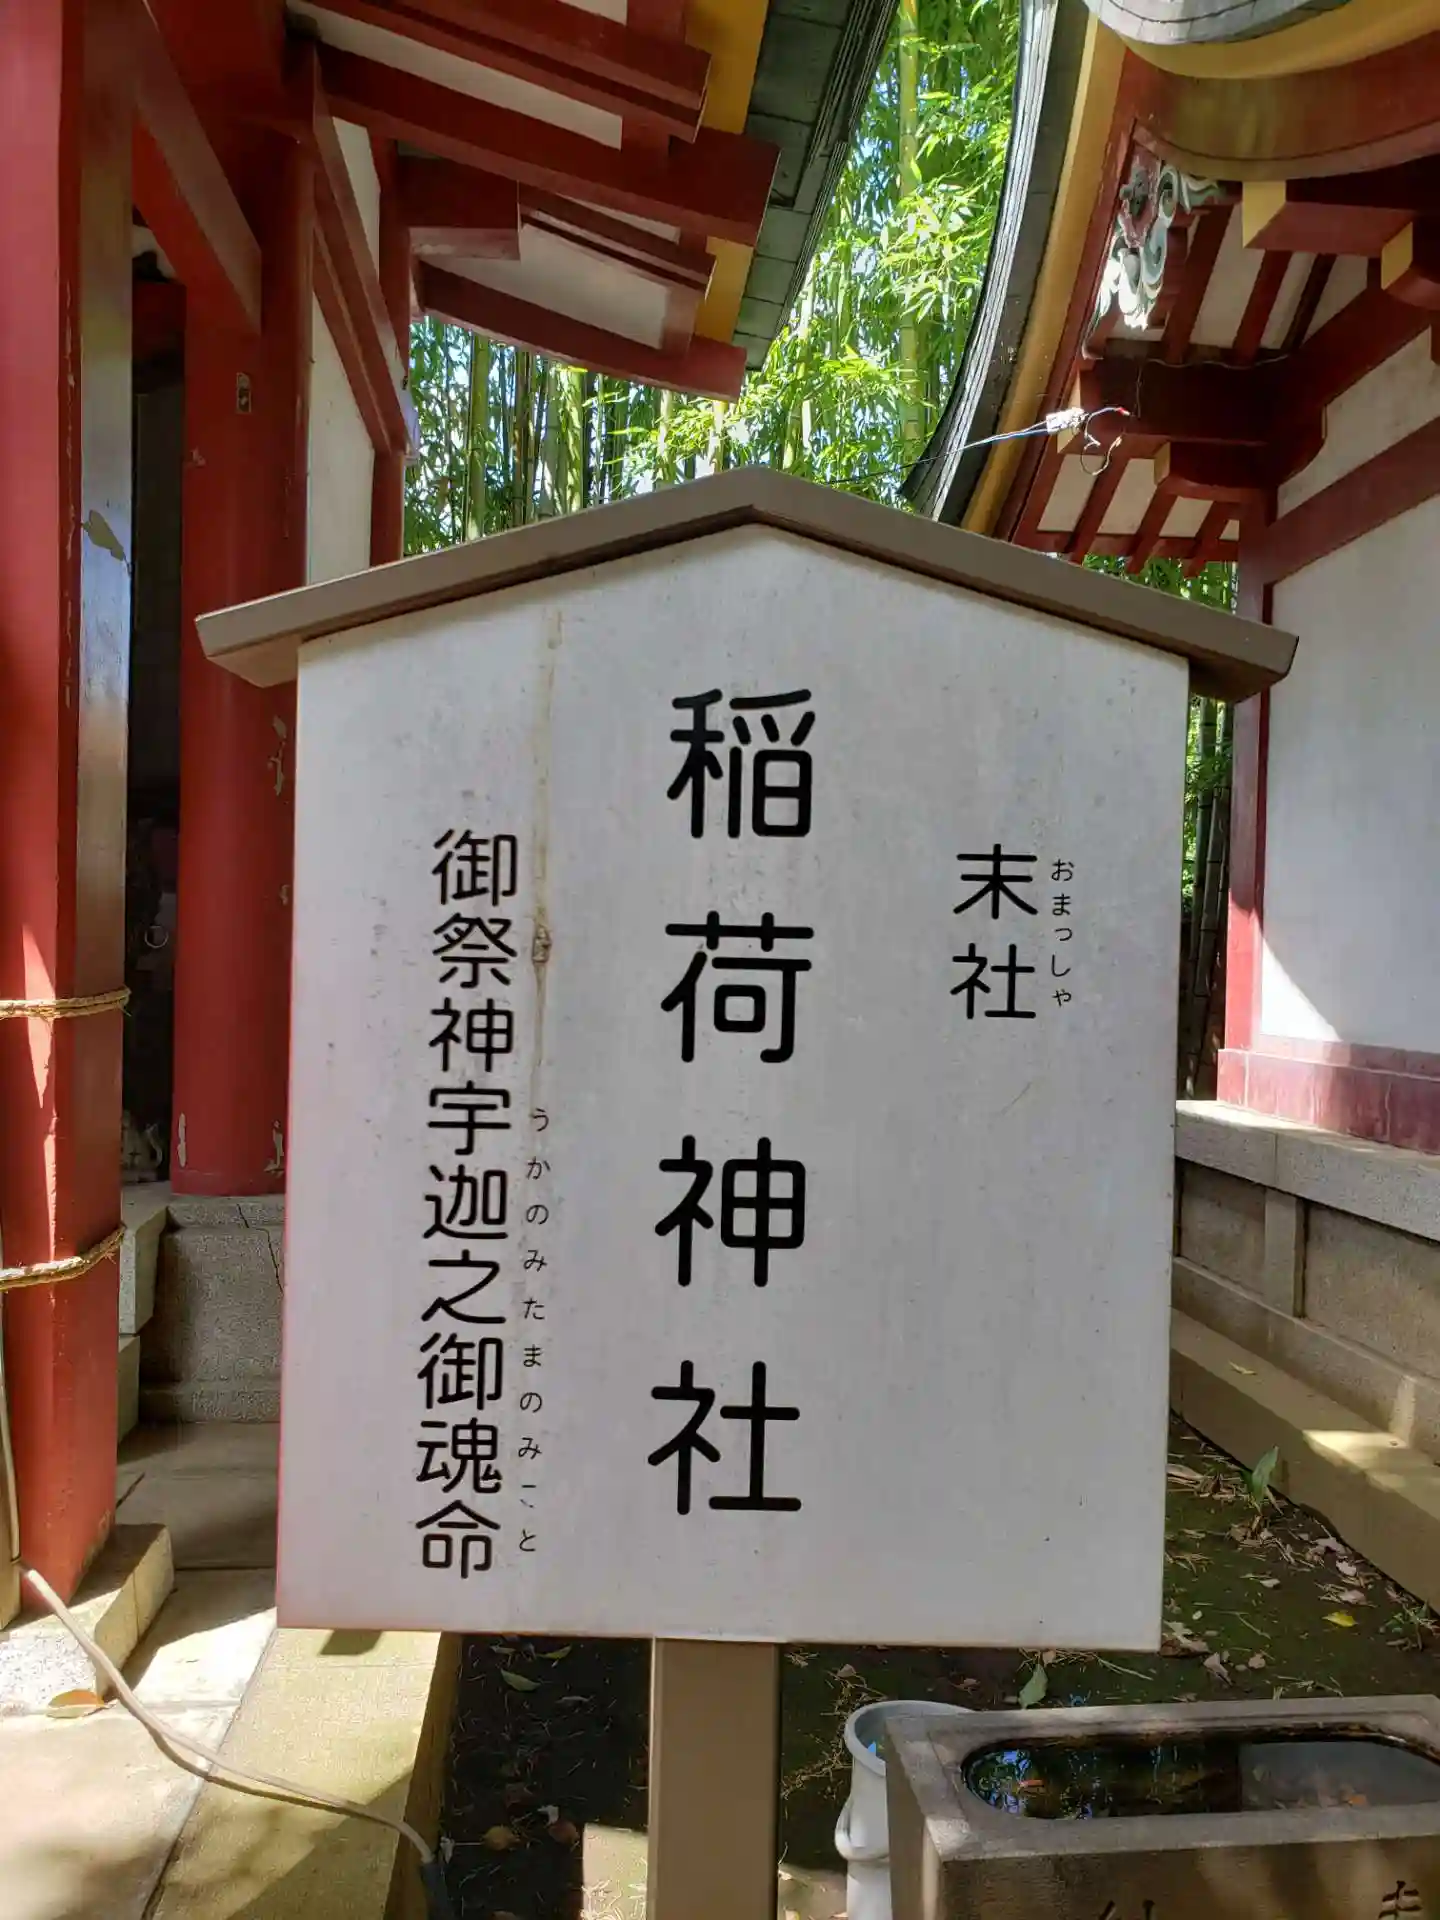 おまっしゃ
末社
稲荷神社
うかのみたまのみこと
御祭神宇迦之御魂命